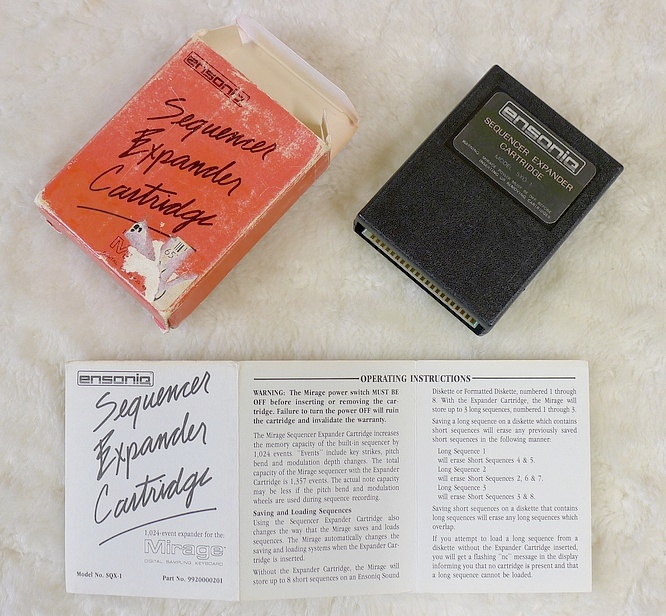 ensoniq
Sequencer
Expander
Cartridge
65
ensoniq
SEQUENCER EXPANDER
CARTRIDGE
MODEL
ensoniq
Sequencer
Expander
Cartridge
1,024-event expander for the:
Mirage
DIGITAL SAMPLING KEYBOARD
Model No. SQX-1
Part No. 9920000201
OPERATING INSTRUCTIONS
WARNING: The Mirage power switch MUST BE
OFF before inserting or removing the car-
tridge. Failure to turn the power OFF will ruin
the cartridge and invalidate the warranty.
The Mirage Sequencer Expander Cartridge increases
the memory capacity of the built-in sequencer by
1,024 events. "Events" include key strikes, pitch
bend and modulation depth changes. The total
capacity of the Mirage sequencer with the Expander
Cartridge is 1,357 events. The actual note capacity
may be less if the pitch bend and modulation
wheels are used during sequence recording.
Saving and Loading Sequences
Using the Sequencer Expander Cartridge also
changes the way that the Mirage saves and loads
sequences. The Mirage automatically changes the
saving and loading systems when the Expander Car-
tridge is inserted.
Without the Expander Cartridge, the Mirage will
store up to 8 short sequences on an Ensoniq Sound
Diskette or Formatted Diskette, numbered 1 through
8. With the Expander Cartridge, the Mirage will
store up to 3 long sequences, numbered 1 through 3.
Saving a long sequence on a diskette which contains
short sequences will erase any previously saved
short sequences in the following manner:
Long Sequence 1
will erase Short Sequences 4 & 5.
Long Sequence 2
will erase Short Sequences 2, 6 & 7.
Long Sequence 3
will erase Short Sequences 3 & 8.
Saving short sequences on a diskette that contains
long sequences will erase any long sequences which
overlap.
If you attempt to load a long sequence from a
diskette without the Expander Cartridge inserted,
you will get a flashing "nc" message in the display
informing you that no cartridge is present and that
a long sequence cannot be loaded.